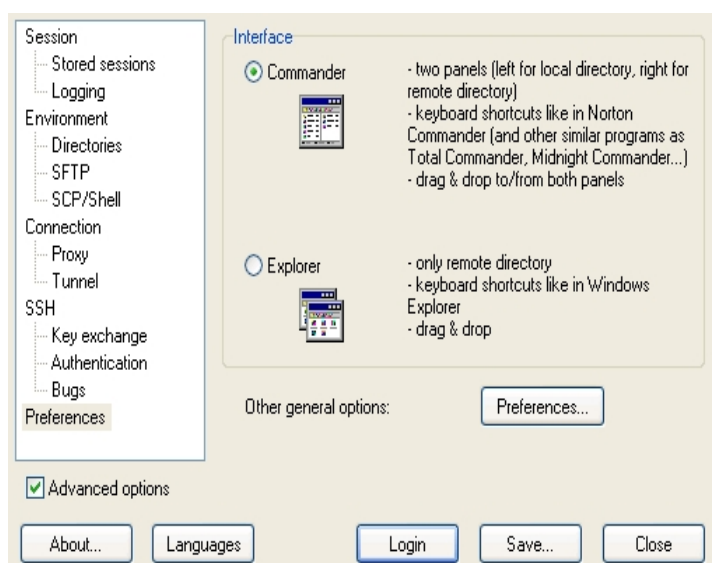 Session
Stored sessions
Logging
Environment
Directories
SFTP
SCP/Shell
Connection
Proxy
Tunnel
SSH
Key exchange
Authentication
Bugs
Preferences
Interface
Commander
- two panels (left for local directory, right for
remote directory)
- keyboard shortcuts like in Norton
Commander (and other similar programs as
Total Commander, Midnight Commander...)
- drag & drop to/from both panels
Explorer
- only remote directory
- keyboard shortcuts like in Windows
Explorer
- drag & drop
Other general options:
Preferences...
Advanced options
About...
Languages
Login
Save...
Close